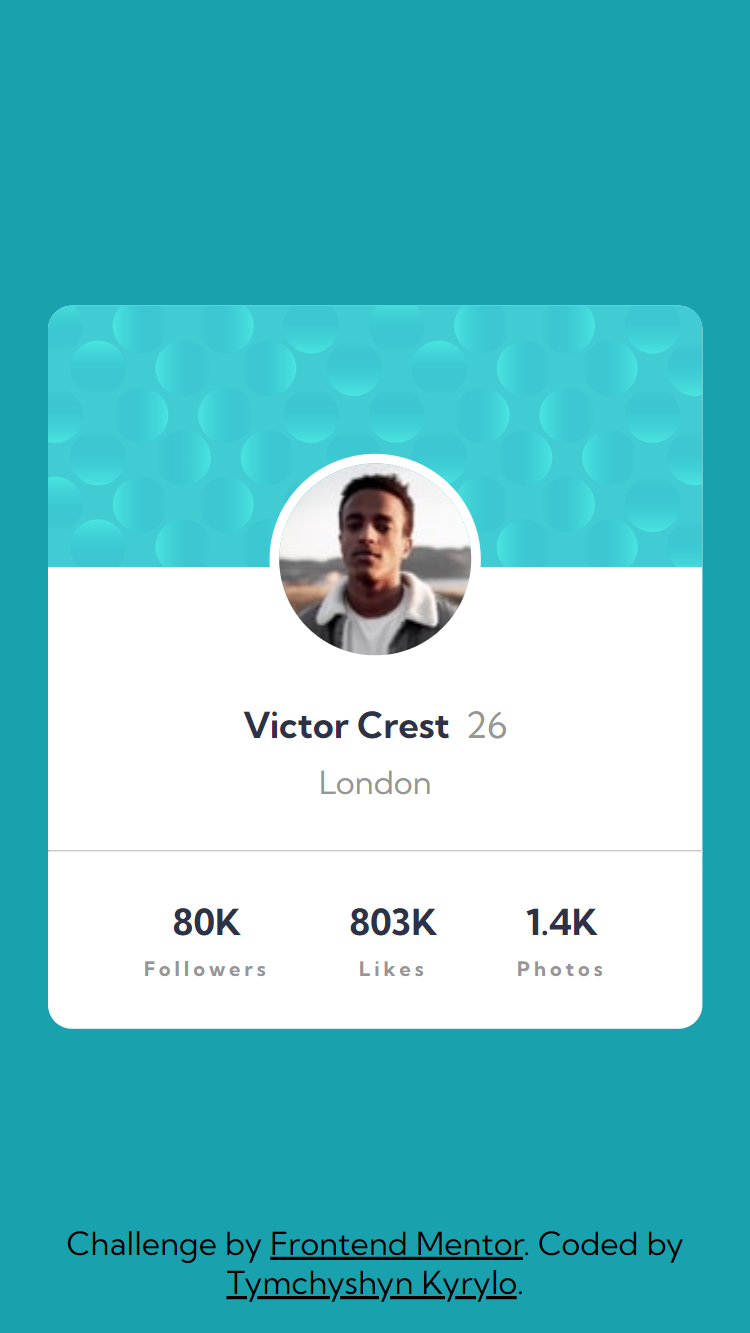 Victor Crest 26
London
80K 803K 1.4K
Followers Likes Photos
Challenge by Frontend Mentor. Coded by
Tymchyshyn Kyrylo.